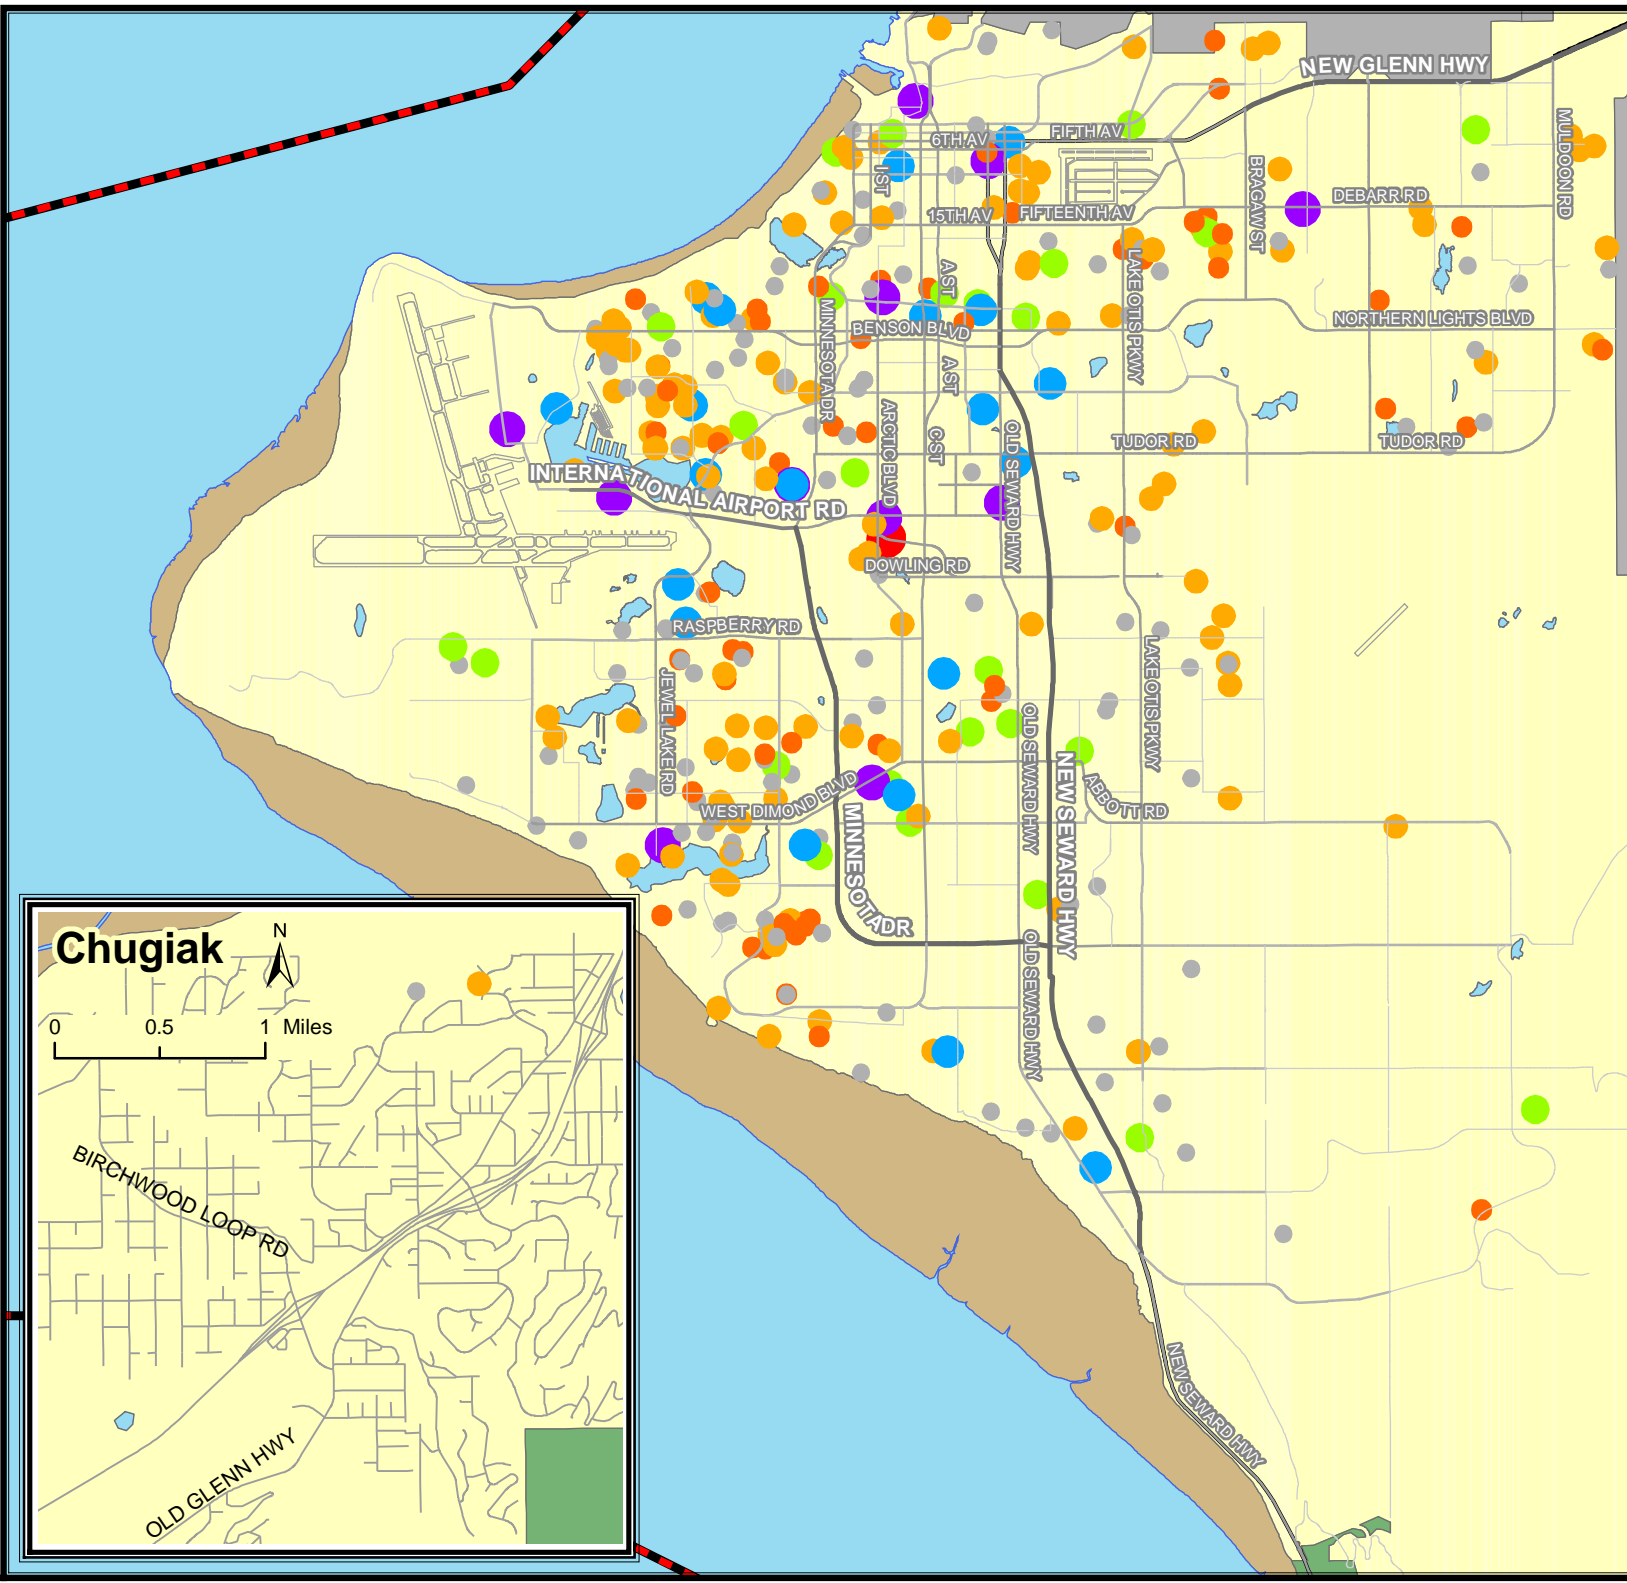 NEW GLENN HWY
MULDOON RD
FIFTH AV
6TH AV
I ST
BRAGAW ST
DEBARR RD
15TH AV
FIFTEENTH AV
A ST
LAKE OTIS PKWY
MINNESOTA DR
BENSON BLVD
NORTHERN LIGHTS BLVD
A ST
ARCTIC BLVD
C ST
OLD SEWARD HWY
TUDOR RD
TUDOR RD
INTERNATIONAL AIRPORT RD
DOWLING RD
RASPBERRY RD
JEWEL LAKE RD
LAKE OTIS PKWY
OLD SEWARD HWY
NEW SEWARD HWY
WEST DIMOND BLVD
ABBOTT RD
MINNESOTA DR
OLD SEWARD HWY
NEW SEWARD HWY
Chugiak
N
0 0.5 1 Miles
BIRCHWOOD LOOP RD
OLD GLENN HWY